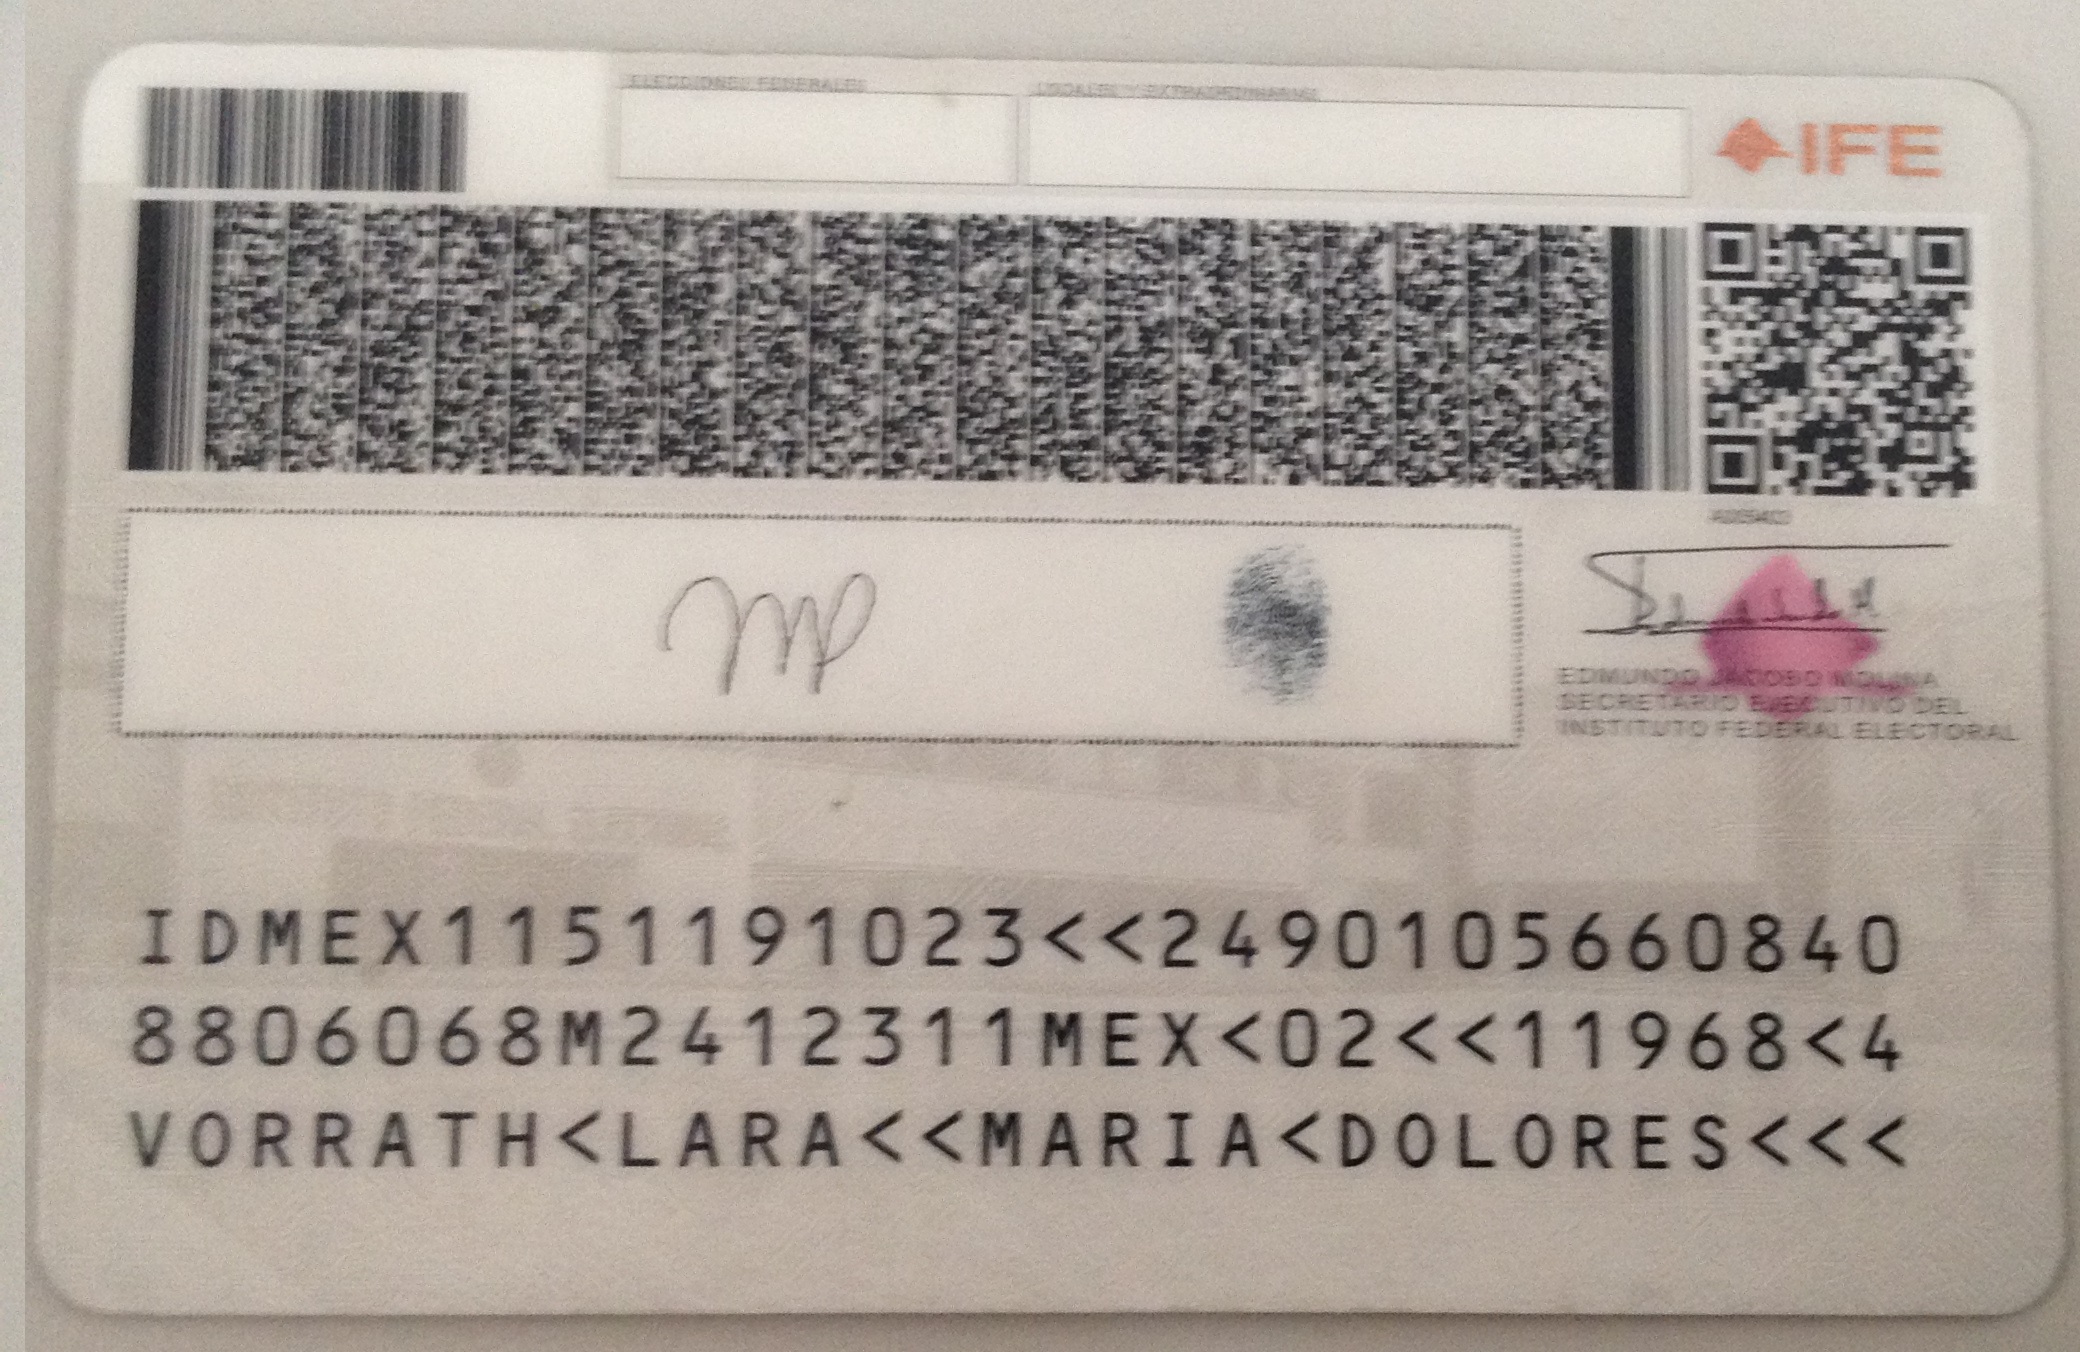 ELECCIONES FEDERALES
LOCALES Y EXTRAORDINARIAS
IFE
EDMUNDO JACOBO MOLINA
SECRETARIO EJECUTIVO DEL
INSTITUTO FEDERAL ELECTORAL
IDMEX1151191023<<2490105660840
8806068M2412311MEX<02<<11968<4
VORRATH<LARA<<MARIA<DOLORES<<<